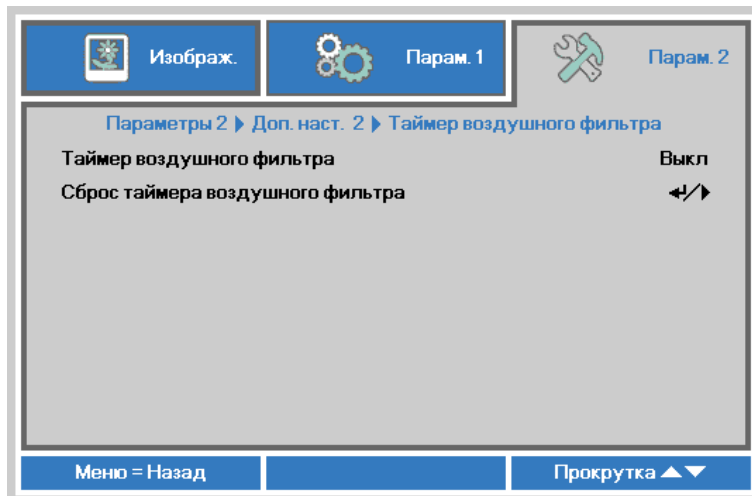 Изображ. Парам. 1 Парам. 2
Параметры 2 Доп. наст. 2 Таймер воздушного фильтра
Таймер воздушного фильтра Выкл
Сброс таймера воздушного фильтра ↵/▶
Меню = Назад Прокрутка ▲▼